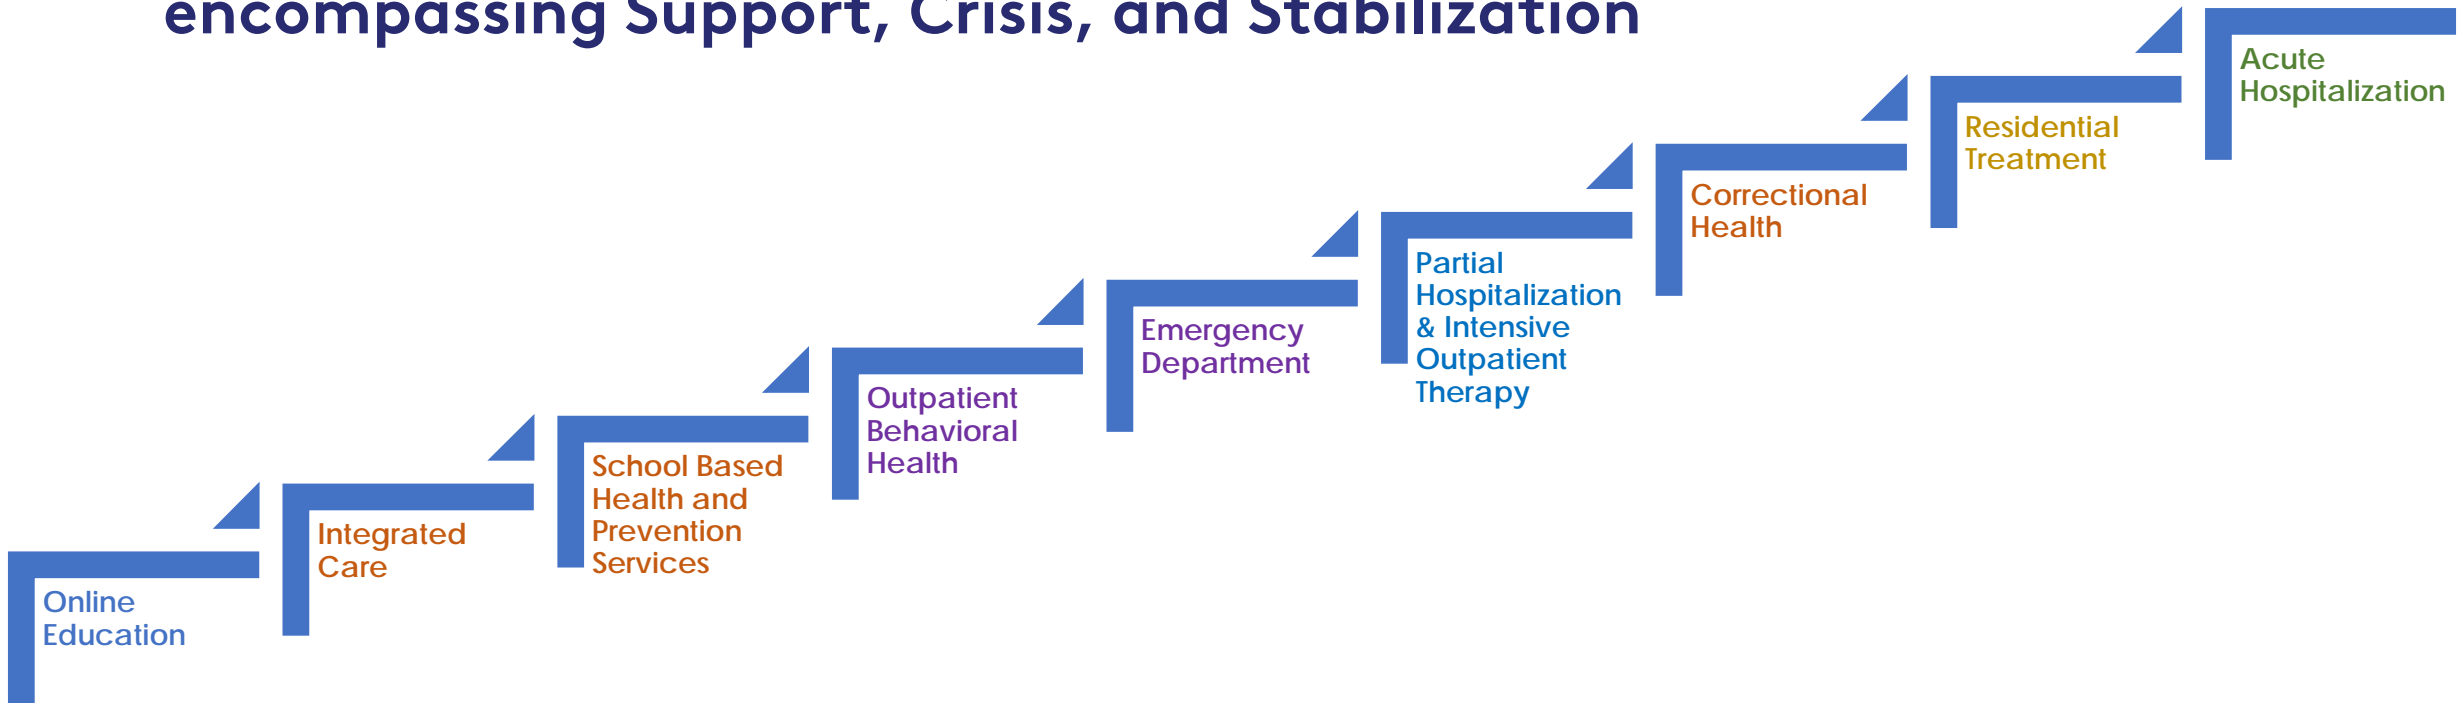 encompassing Support, Crisis, and Stabilization
Online
Education
Integrated
Care
School Based
Health and
Prevention
Services
Outpatient
Behavioral
Health
Emergency
Department
Partial
Hospitalization
& Intensive
Outpatient
Therapy
Correctional
Health
Residential
Treatment
Acute
Hospitalization